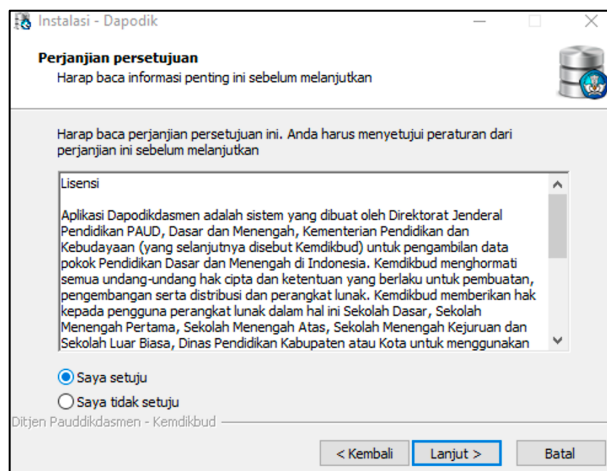 Instalasi - Dapodik
Perjanjian persetujuan
Harap baca informasi penting ini sebelum melanjutkan
Harap baca perjanjian persetujuan ini. Anda harus menyetujui peraturan dari
perjanjian ini sebelum melanjutkan
Lisensi
Aplikasi Dapodikdasmen adalah sistem yang dibuat oleh Direktorat Jenderal
Pendidikan PAUD, Dasar dan Menengah, Kementerian Pendidikan dan
Kebudayaan (yang selanjutnya disebut Kemdikbud) untuk pengambilan data
pokok Pendidikan Dasar dan Menengah di Indonesia. Kemdikbud menghormati
semua undang-undang hak cipta dan ketentuan yang berlaku untuk pembuatan,
pengembangan serta distribusi dan perangkat lunak. Kemdikbud memberikan hak
kepada pengguna perangkat lunak dalam hal ini Sekolah Dasar, Sekolah
Menengah Pertama, Sekolah Menengah Atas, Sekolah Menengah Kejuruan dan
Sekolah Luar Biasa, Dinas Pendidikan Kabupaten atau Kota untuk menggunakan
Saya setuju
Saya tidak setuju
Ditjen Pauddikdasmen - Kemdikbud
< Kembali
Lanjut >
Batal